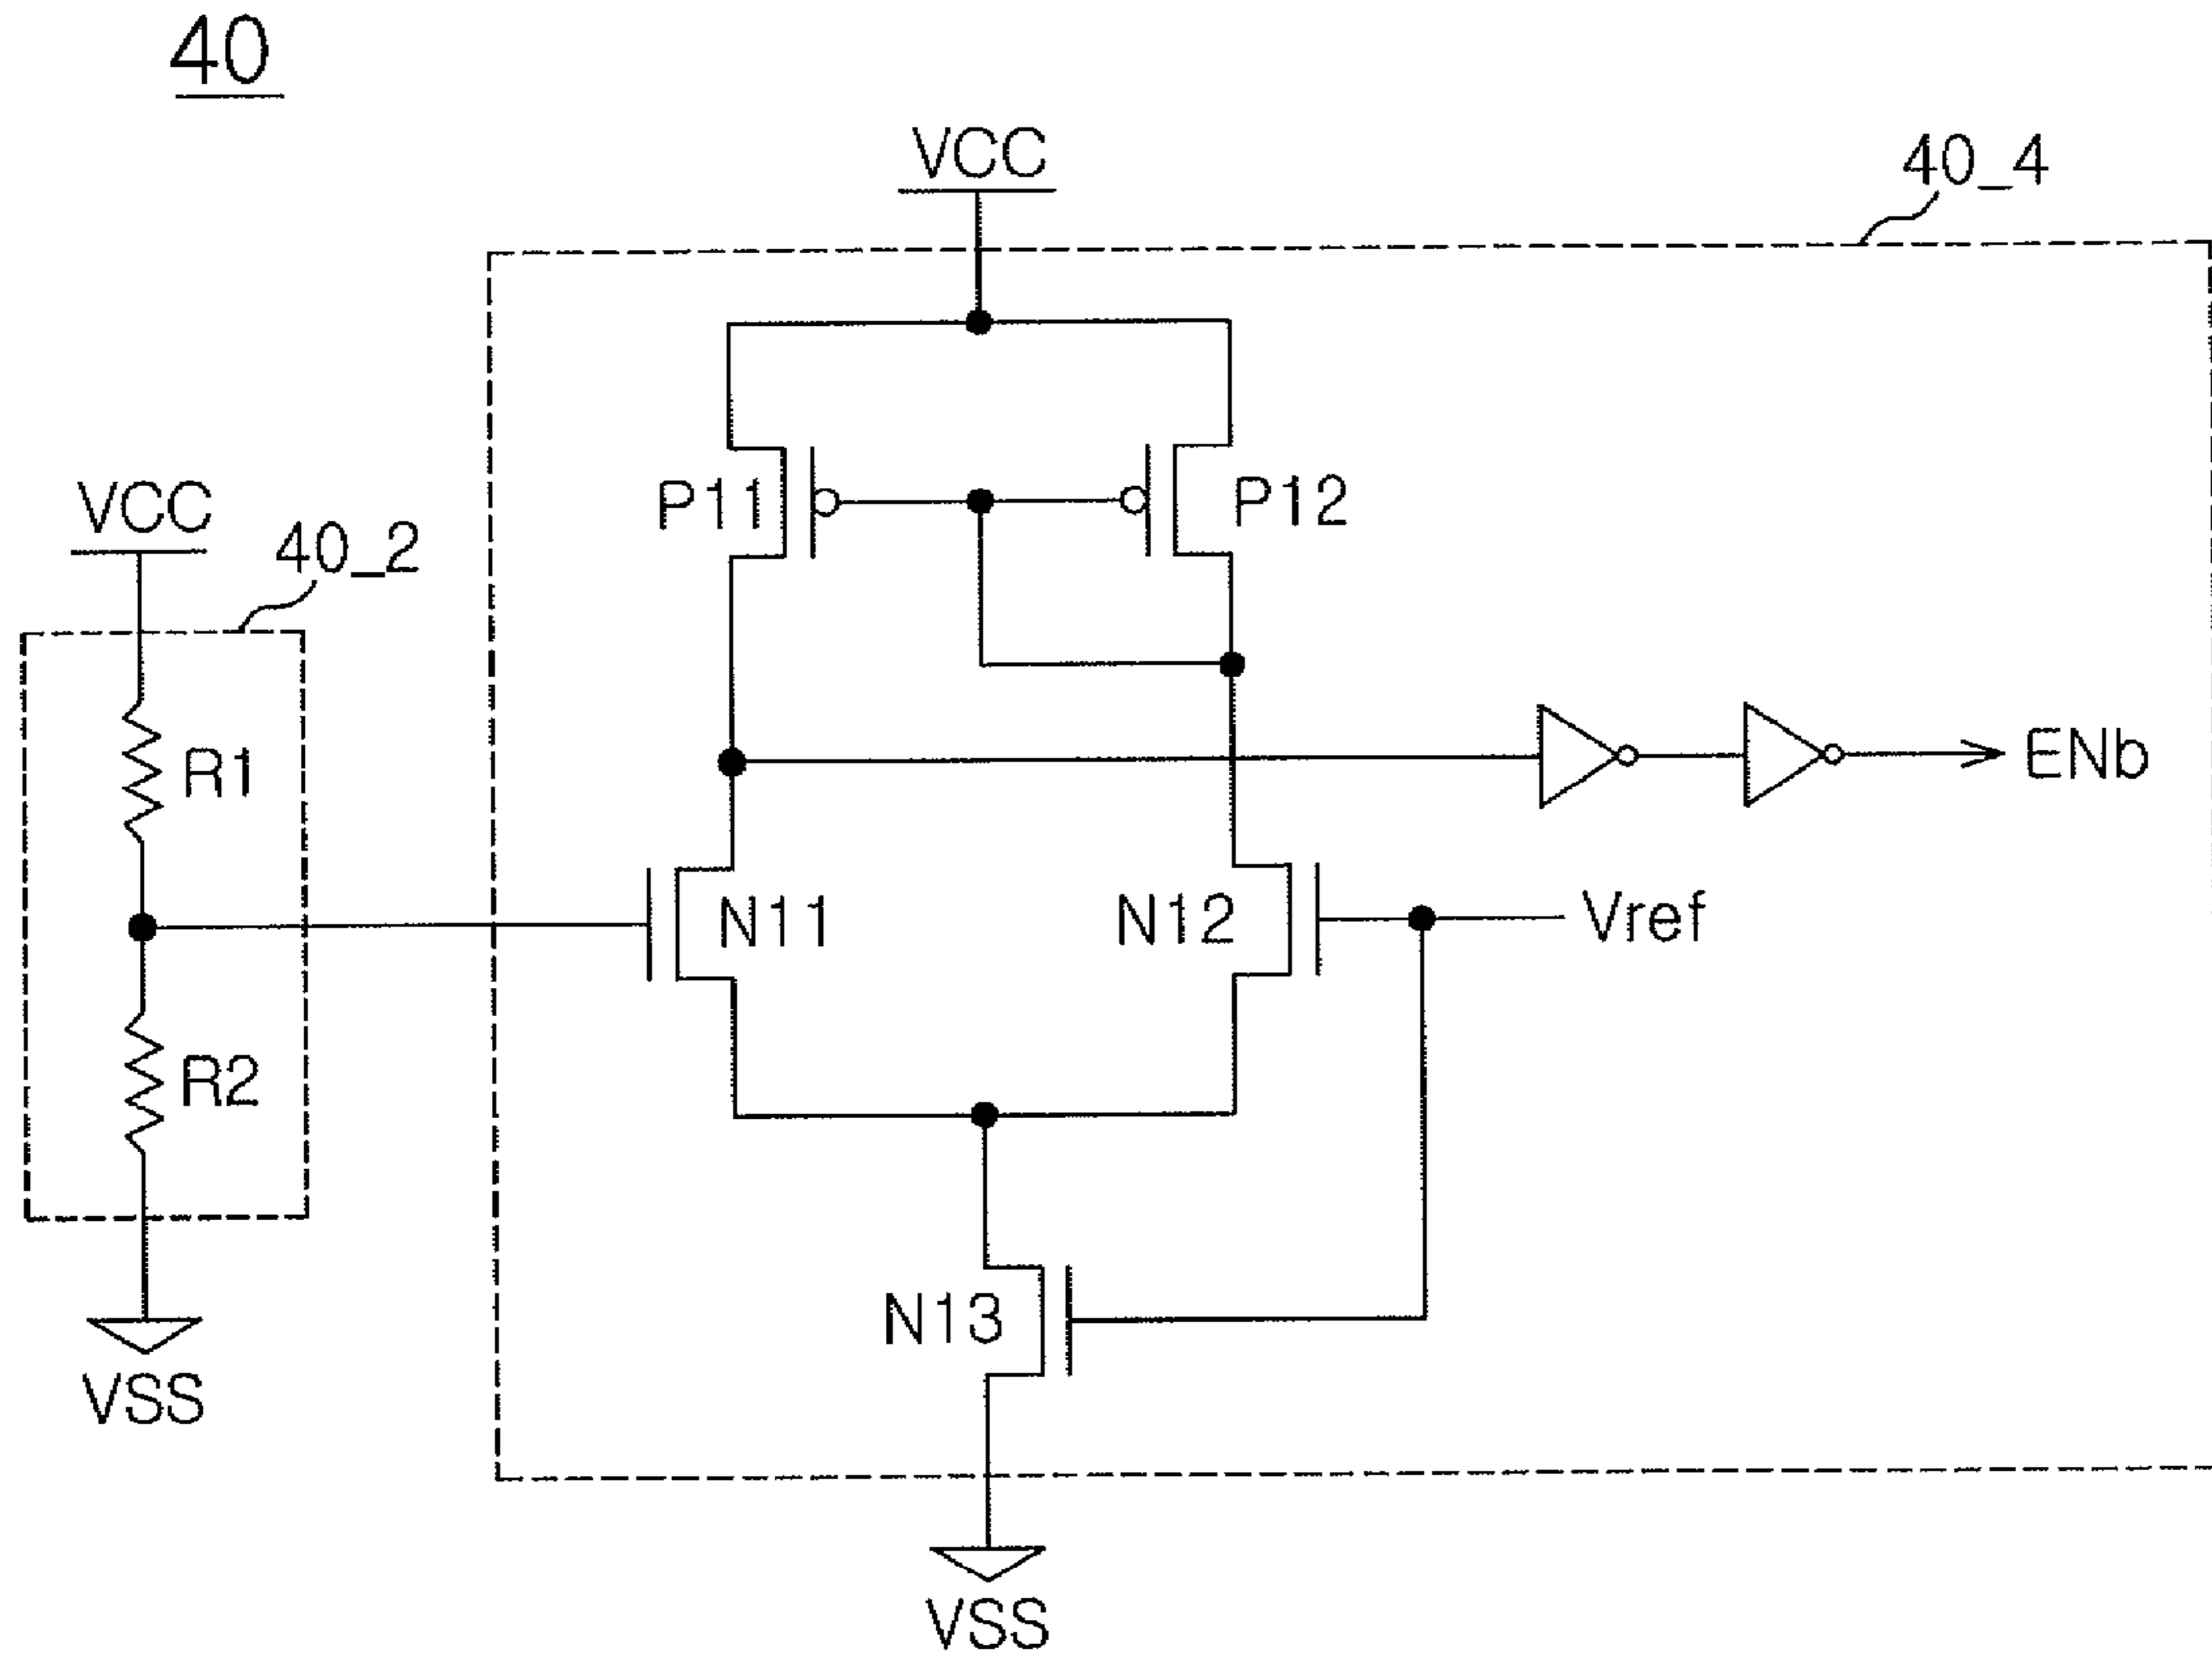 40
VCC
40_4
P11
P12
VCC
40_2
R1
ENb
N11
N12
Vref
R2
N13
VSS
VSS